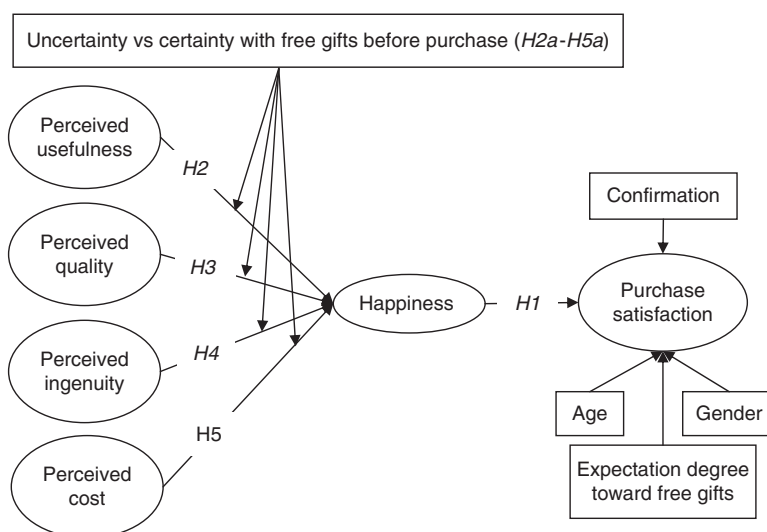 Uncertainty vs certainty with free gifts before purchase (H2a-H5a)
Perceived
usefulness
H2
Perceived
quality
H3
Perceived
ingenuity
H4
Perceived
cost
H5
Happiness
H1
Confirmation
Purchase
satisfaction
Age
Gender
Expectation degree
toward free gifts